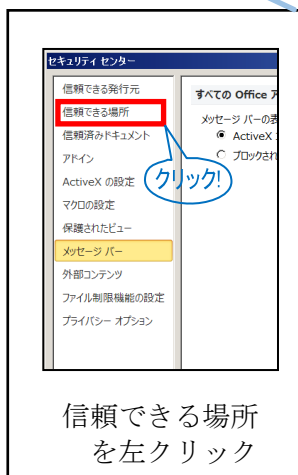 セキュリティ センター
信頼できる発行元
信頼できる場所
信頼済みドキュメント
アドイン
ActiveX の設定
マクロの設定
保護されたビュー
メッセージ バー
外部コンテンツ
ファイル制限機能の設定
プライバシー オプション
すべての Office
メッセージ バーの表
ActiveX
ブロックされ
クリック!
信頼できる場所
を左クリック